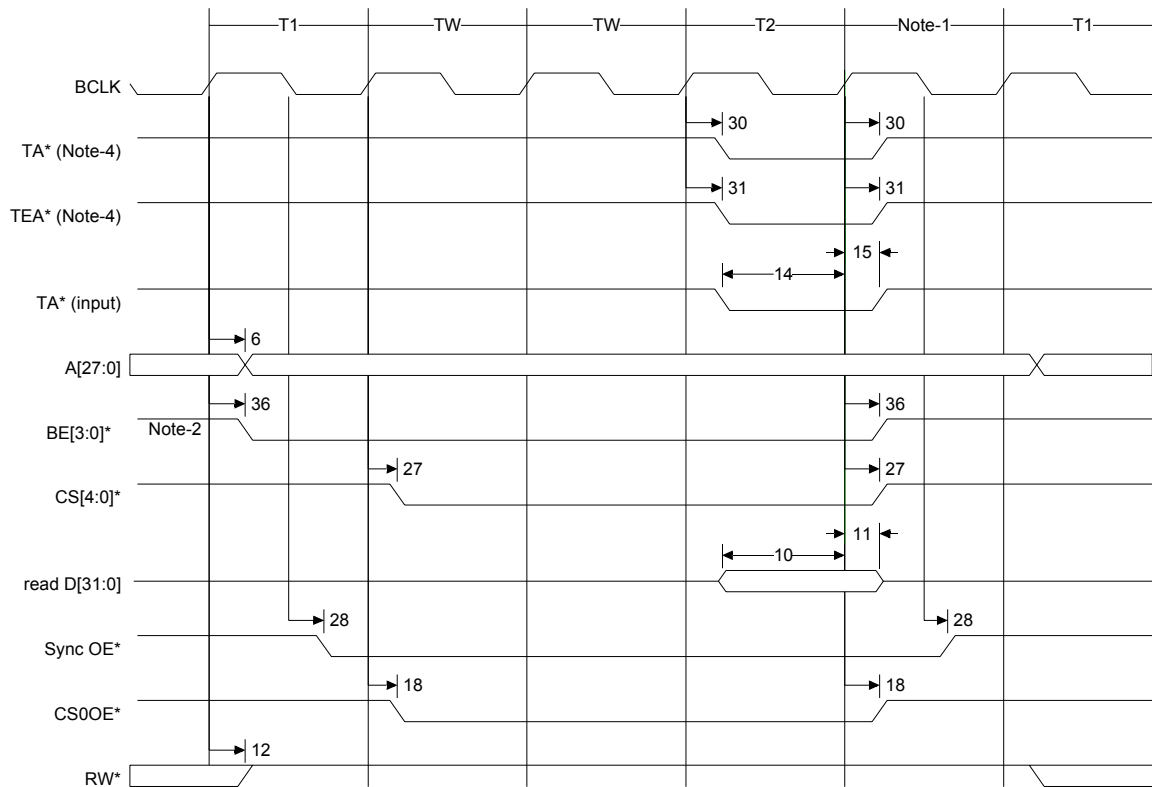 T1 TW TW T2 Note-1 T1
BCLK
30 30
TA* (Note-4)
31 31
TEA* (Note-4)
15
14
TA* (input)
6
A[27:0]
36 36
BE[3:0]* Note-2
27 27
CS[4:0]*
11
10
read D[31:0]
28 28
Sync OE*
18 18
CS0OE*
12
RW*